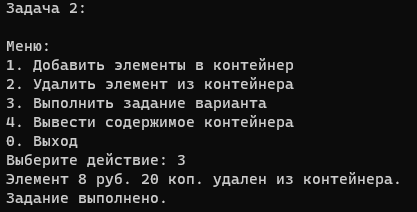 Задача 2:
Меню:
1. Добавить элементы в контейнер
2. Удалить элемент из контейнера
3. Выполнить задание варианта
4. Вывести содержимое контейнера
0. Выход
Выберите действие: 3
Элемент 8 руб. 20 коп. удален из контейнера.
Задание выполнено.